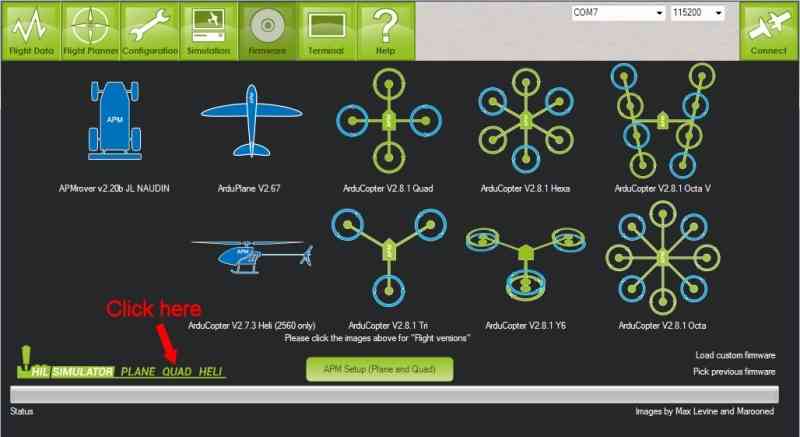 COM7 115200
Flight Data Flight Planner Configuration Simulation Firmware Terminal Help Connect
APM
APM
APMrover v2.20b JL NAUDIN ArduPlane V2.67 ArduCopter V2.8.1 Quad ArduCopter V2.8.1 Hexa ArduCopter V2.8.1 Octa V
APM
Click here
ArduCopter V2.7.3 Heli (2560 only) ArduCopter V2.8.1 Tri ArduCopter V2.8.1 Y6 ArduCopter V2.8.1 Octa
Please click the images above for "Flight versions"
Load custom firmware
HIL SIMULATOR PLANE QUAD HELI APM Setup (Plane and Quad) Pick previous firmware
Status Images by Max Levine and Marooned